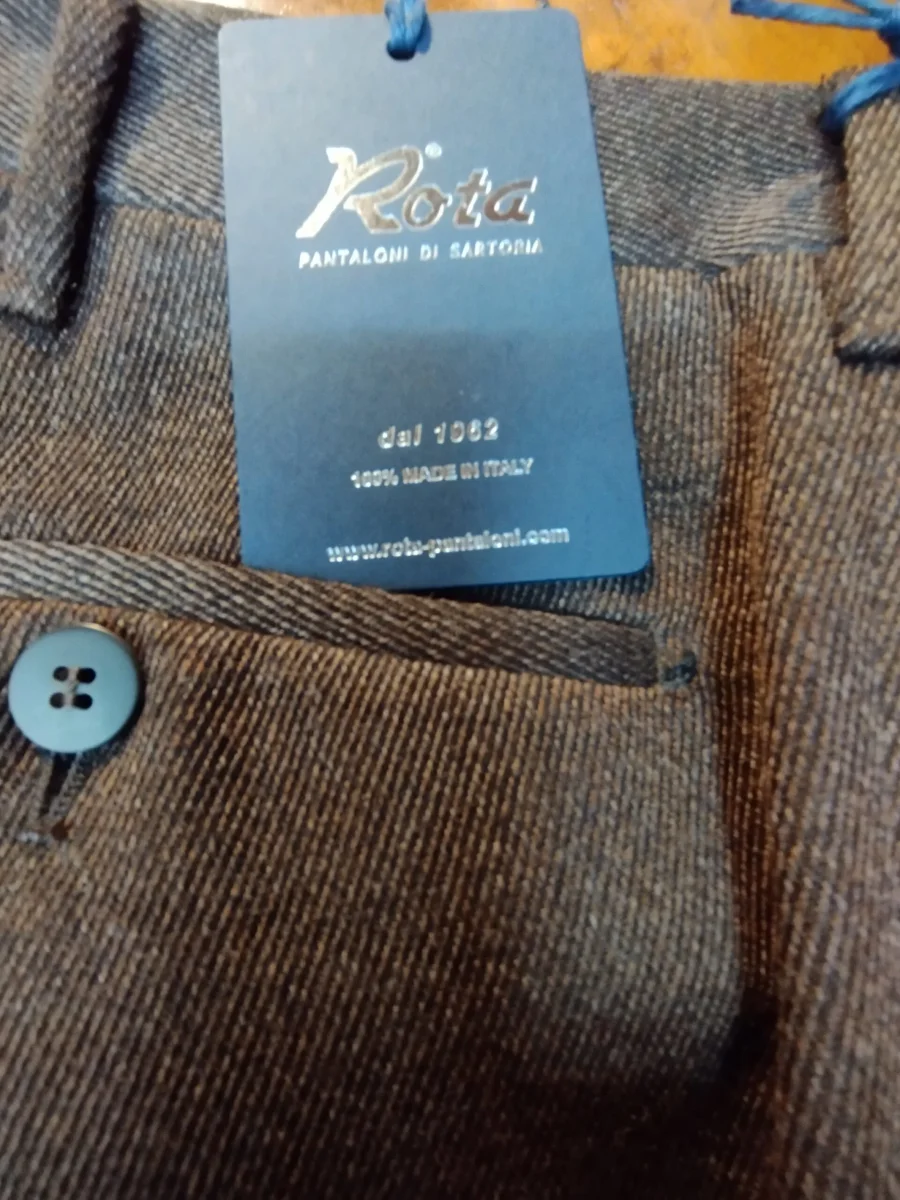 Rota®
PANTALONI DI SARTORIA
dal 1962
100% MADE IN ITALY
www.rota-pantaloni.com